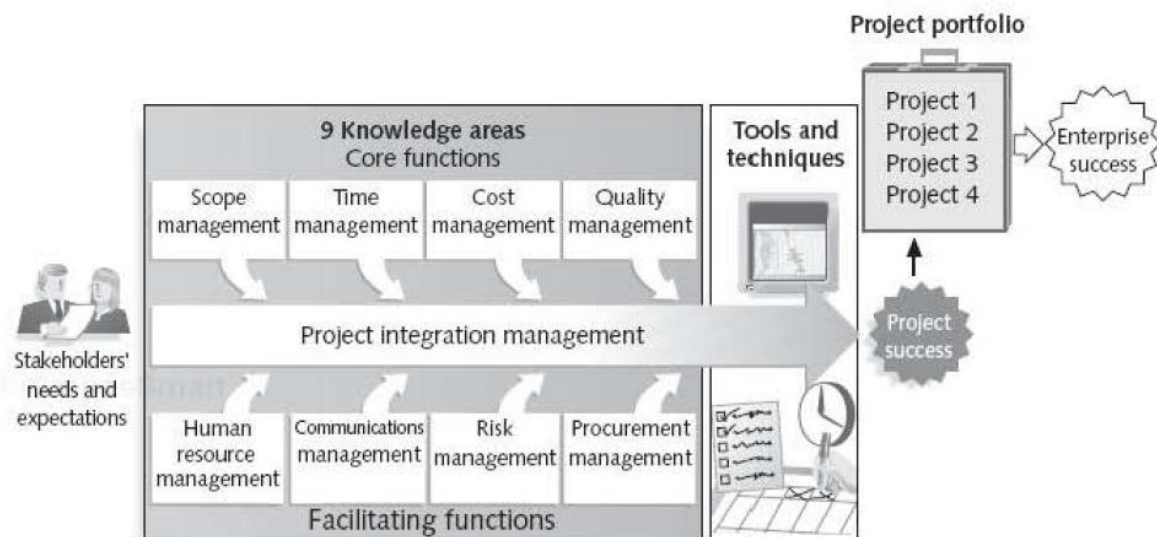 Project portfolio
Project 1
Project 2
Project 3
Project 4
Enterprise
success
9 Knowledge areas
Core functions
Tools and
techniques
Scope
management
Time
management
Cost
management
Quality
management
Project integration management
Project
success
Stakeholders'
needs and
expectations
Human
resource
management
Communications
management
Risk
management
Procurement
management
Facilitating functions